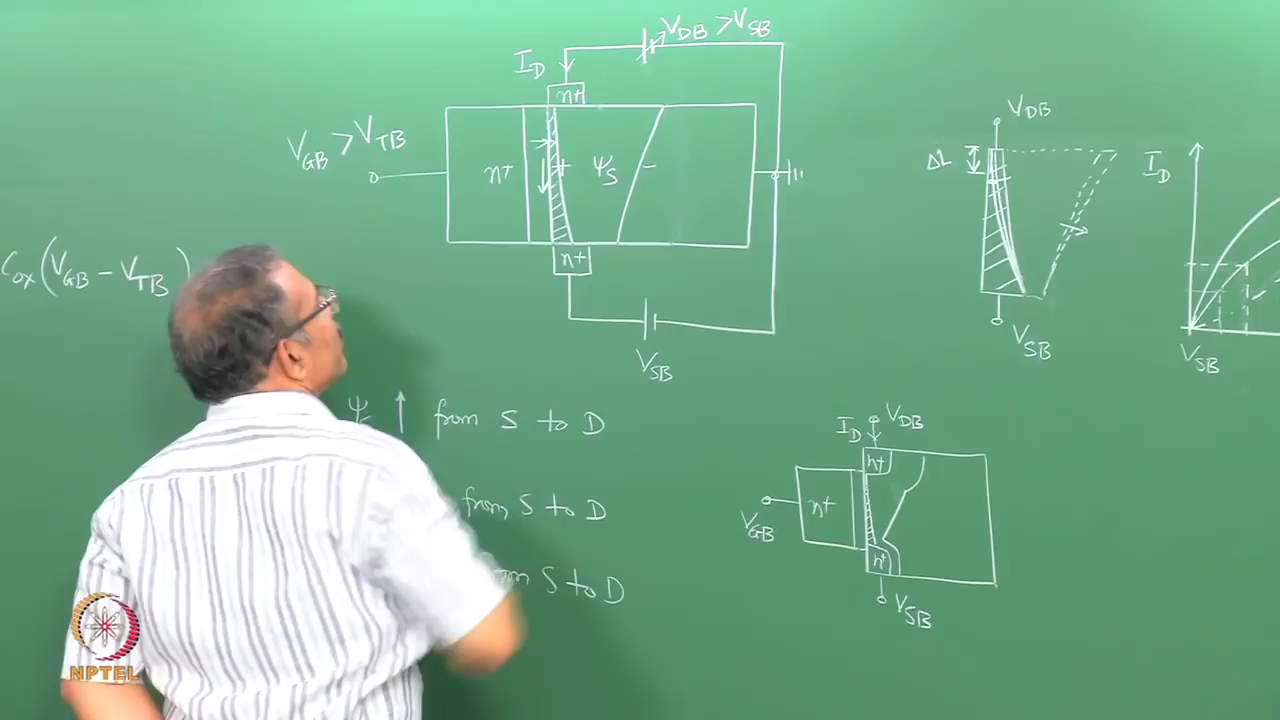 V_DB > V_SB
I_D
n+
V_GB > V_TB
n+
+
ψ_S
−
n+
V_SB
C_ox (V_GB − V_TB)
ψ ↑ from S to D
from S to D
from S to D
V_DB
ΔL
V_SB
I_D
V_SB
I_D
V_DB
n+
n+
V_GB
n+
V_SB
NPTEL